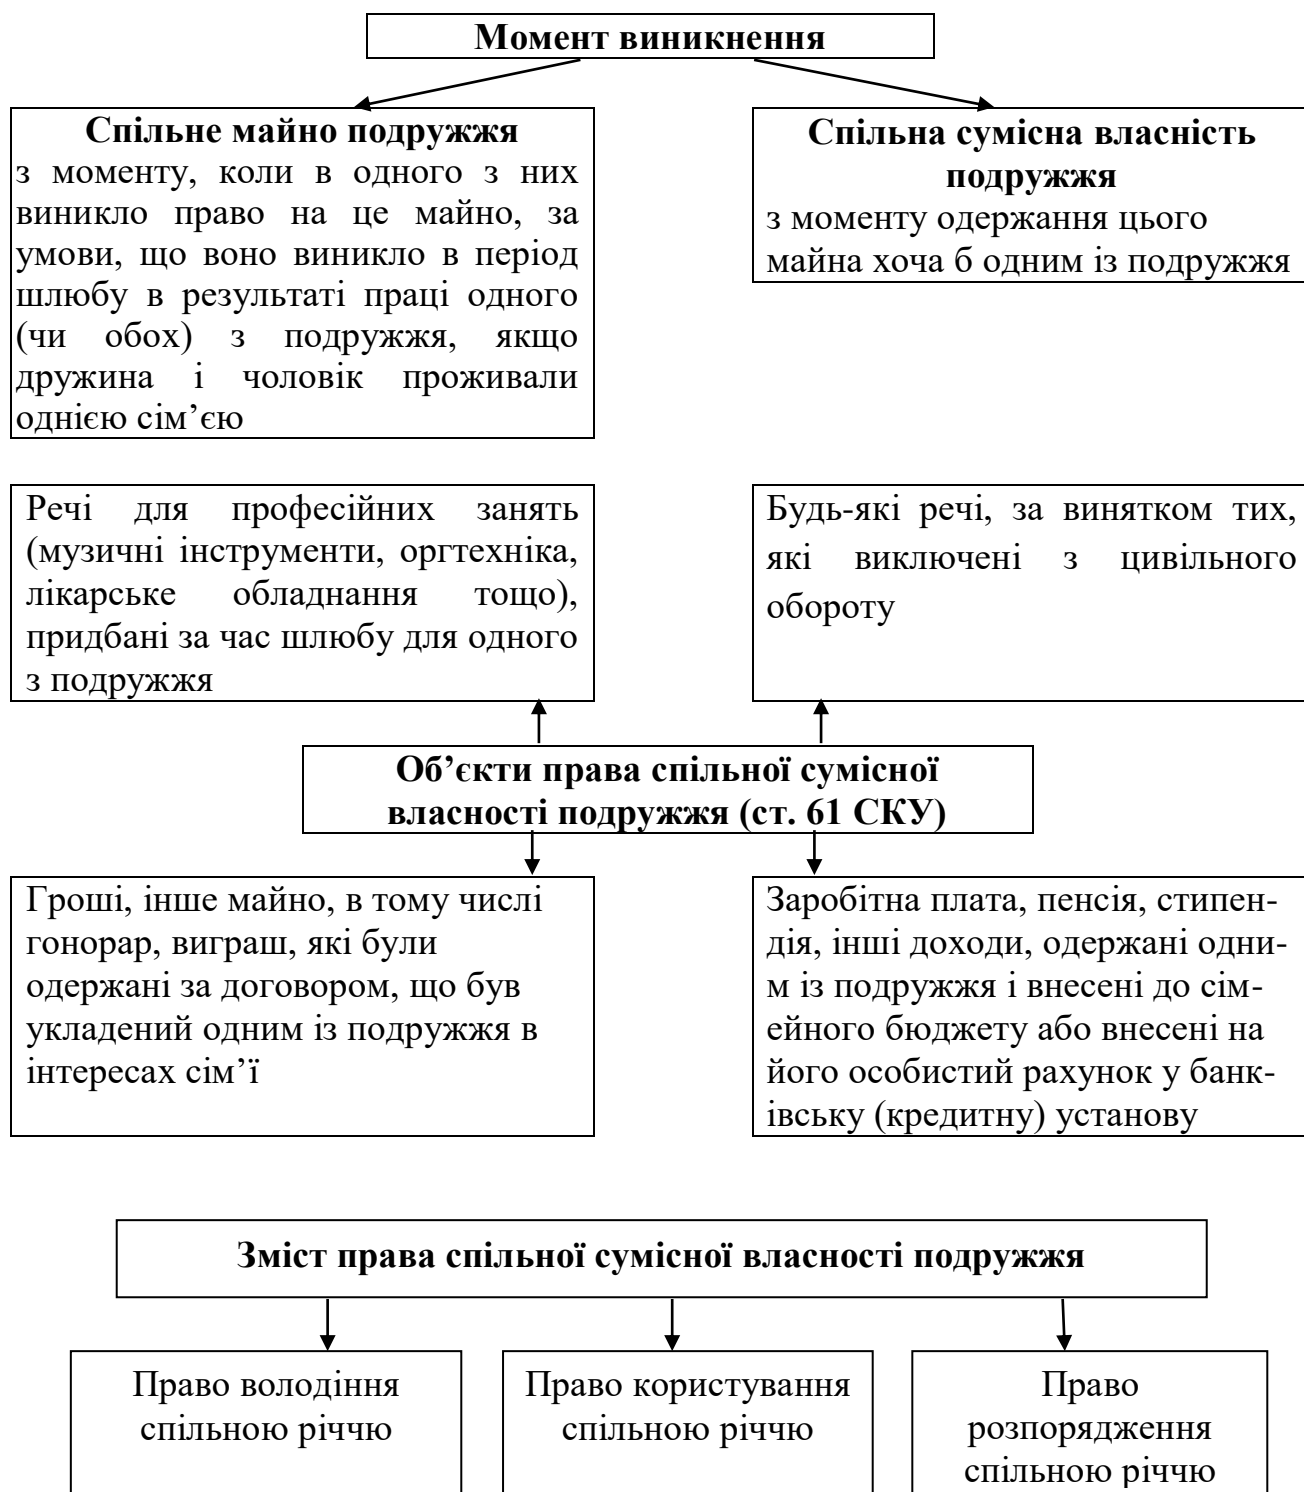 Момент виникнення
Спільне майно подружжя
з моменту, коли в одного з них
виникло право на це майно, за
умови, що воно виникло в період
шлюбу в результаті праці одного
(чи обох) з подружжя, якщо
дружина і чоловік проживали
однією сім’єю
Спільна сумісна власність
подружжя
з моменту одержання цього
майна хоча б одним із подружжя
Речі для професійних занять
(музичні інструменти, оргтехніка,
лікарське обладнання тощо),
придбані за час шлюбу для одного
з подружжя
Будь-які речі, за винятком тих,
які виключені з цивільного
обороту
Об’єкти права спільної сумісної
власності подружжя (ст. 61 СКУ)
Гроші, інше майно, в тому числі
гонорар, виграш, які були
одержані за договором, що був
укладений одним із подружжя в
інтересах сім’ї
Заробітна плата, пенсія, стипен-
дія, інші доходи, одержані одни-
м із подружжя і внесені до сім-
ейного бюджету або внесені на
його особистий рахунок у банк-
івську (кредитну) установу
Зміст права спільної сумісної власності подружжя
Право володіння
спільною річчю
Право користування
спільною річчю
Право
розпорядження
спільною річчю